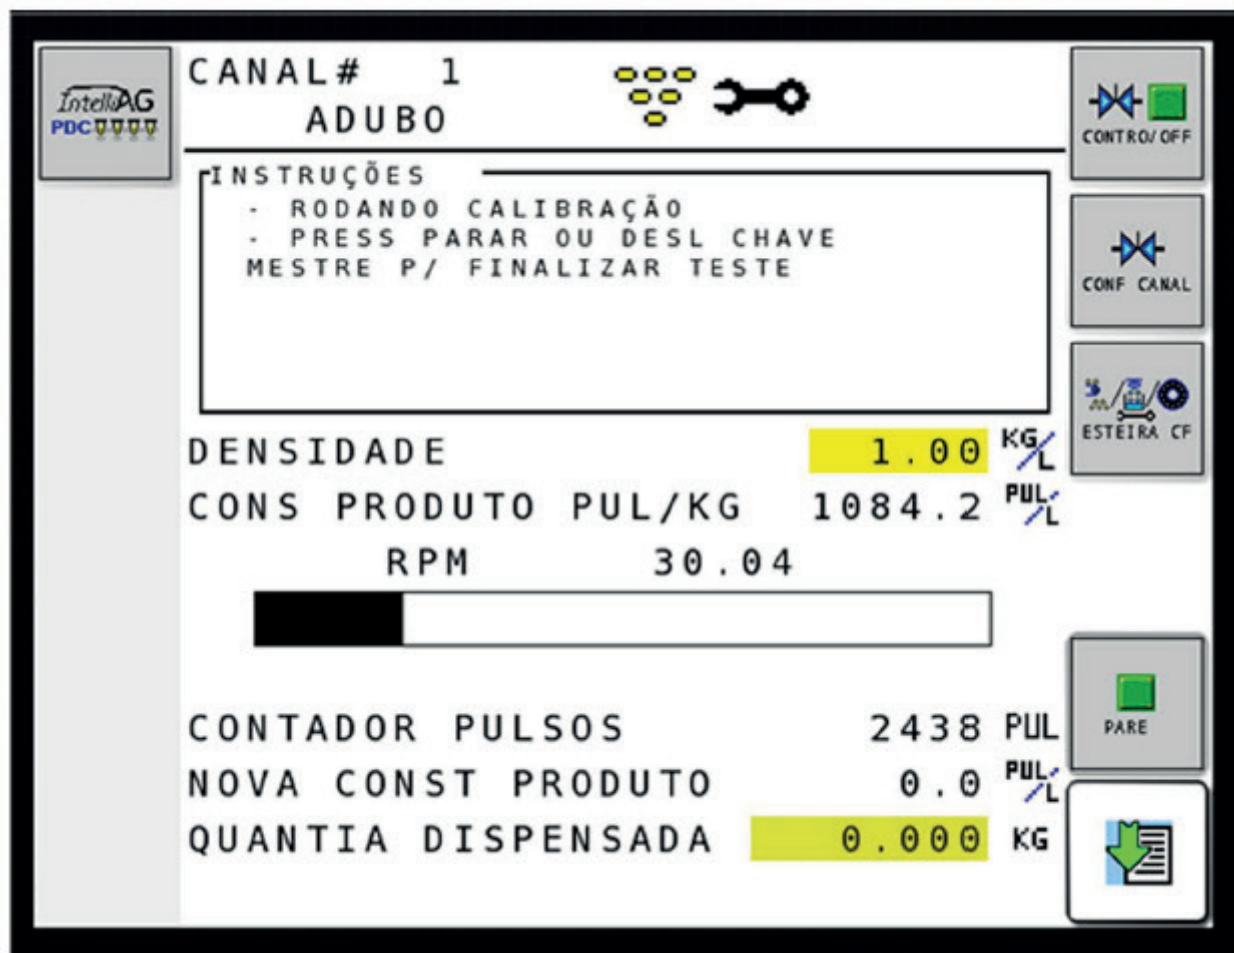 IntelliAG
PDC
CANAL# 1
ADUBO
CONTRO/OFF
INSTRUÇÕES
- RODANDO CALIBRAÇÃO
- PRESS PARAR OU DESL CHAVE
MESTRE P/ FINALIZAR TESTE
CONF CANAL
ESTEIRA CF
DENSIDADE 1.00 KG/L
CONS PRODUTO PUL/KG 1084.2 PUL/L
RPM 30.04
CONTADOR PULSOS 2438 PUL
PARE
NOVA CONST PRODUTO 0.0 PUL/L
QUANTIA DISPENSADA 0.000 KG